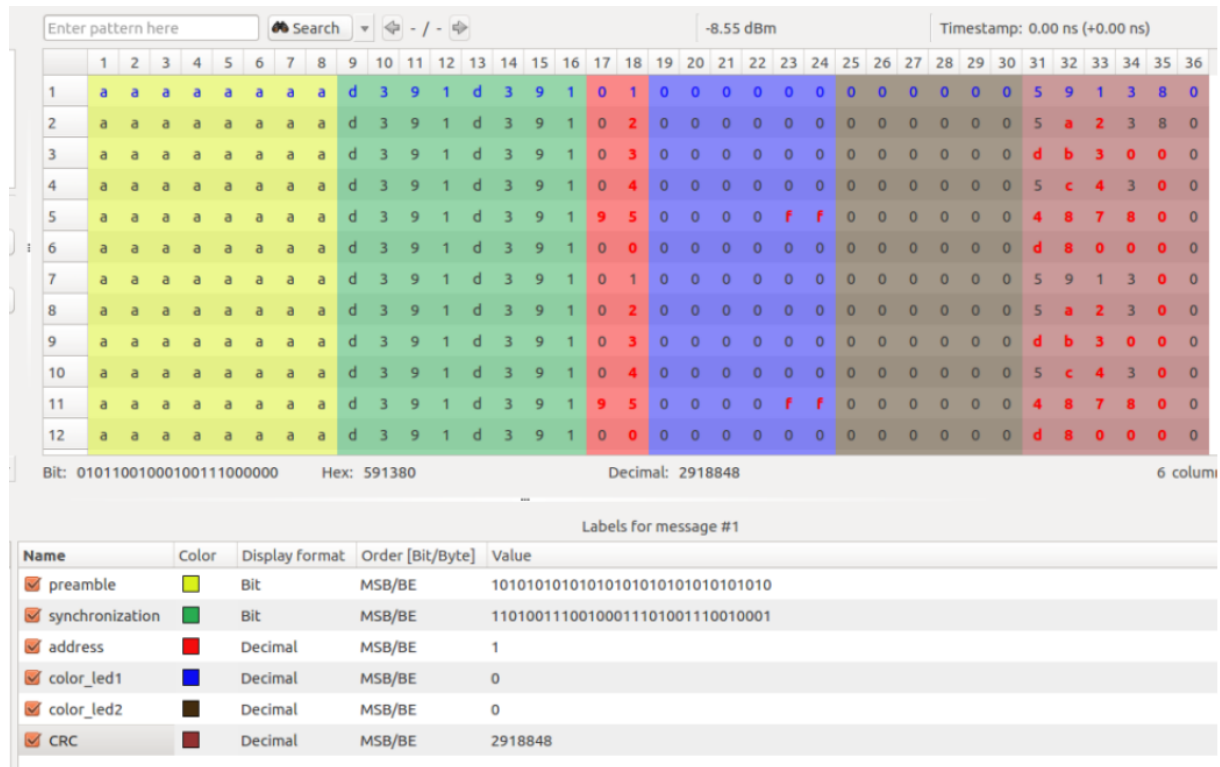 Enter pattern here Search - / - -8.55 dBm Timestamp: 0.00 ns (+0.00 ns)
1 2 3 4 5 6 7 8 9 10 11 12 13 14 15 16 17 18 19 20 21 22 23 24 25 26 27 28 29 30 31 32 33 34 35 36
1 a a a a a a a a d 3 9 1 d 3 9 1 0 1 0 0 0 0 0 0 0 0 0 0 0 0 5 9 1 3 8 0
2 a a a a a a a a d 3 9 1 d 3 9 1 0 2 0 0 0 0 0 0 0 0 0 0 0 0 5 a 2 3 8 0
3 a a a a a a a a d 3 9 1 d 3 9 1 0 3 0 0 0 0 0 0 0 0 0 0 0 0 d b 3 0 0 0
4 a a a a a a a a d 3 9 1 d 3 9 1 0 4 0 0 0 0 0 0 0 0 0 0 0 0 5 c 4 3 0 0
5 a a a a a a a a d 3 9 1 d 3 9 1 9 5 0 0 0 0 f f 0 0 0 0 0 0 4 8 7 8 0 0
6 a a a a a a a a d 3 9 1 d 3 9 1 0 0 0 0 0 0 0 0 0 0 0 0 0 0 d 8 0 0 0 0
7 a a a a a a a a d 3 9 1 d 3 9 1 0 1 0 0 0 0 0 0 0 0 0 0 0 0 5 9 1 3 0 0
8 a a a a a a a a d 3 9 1 d 3 9 1 0 2 0 0 0 0 0 0 0 0 0 0 0 0 5 a 2 3 0 0
9 a a a a a a a a d 3 9 1 d 3 9 1 0 3 0 0 0 0 0 0 0 0 0 0 0 0 d b 3 0 0 0
10 a a a a a a a a d 3 9 1 d 3 9 1 0 4 0 0 0 0 0 0 0 0 0 0 0 0 5 c 4 3 0 0
11 a a a a a a a a d 3 9 1 d 3 9 1 9 5 0 0 0 0 f f 0 0 0 0 0 0 4 8 7 8 0 0
12 a a a a a a a a d 3 9 1 d 3 9 1 0 0 0 0 0 0 0 0 0 0 0 0 0 0 d 8 0 0 0 0
Bit: 0101100100010011100000 Hex: 591380 Decimal: 2918848 6 colum
Labels for message #1
Name Color Display format Order [Bit/Byte] Value
preamble Bit MSB/BE 10101010101010101010101010101010
synchronization Bit MSB/BE 11010011100100011101001110010001
address Decimal MSB/BE 1
color_led1 Decimal MSB/BE 0
color_led2 Decimal MSB/BE 0
CRC Decimal MSB/BE 2918848